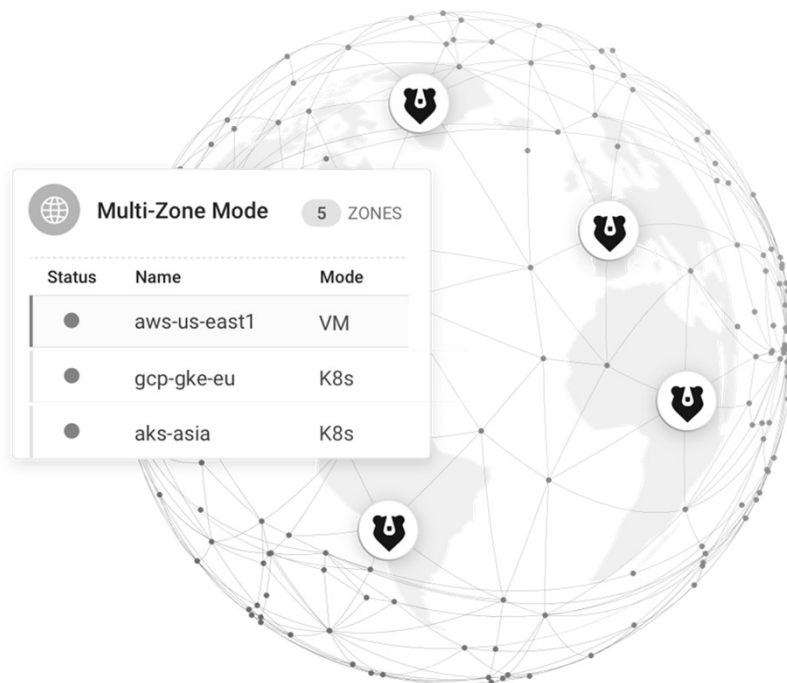 Multi-Zone Mode 5 ZONES
Status Name Mode
aws-us-east1 VM
gcp-gke-eu K8s
aks-asia K8s